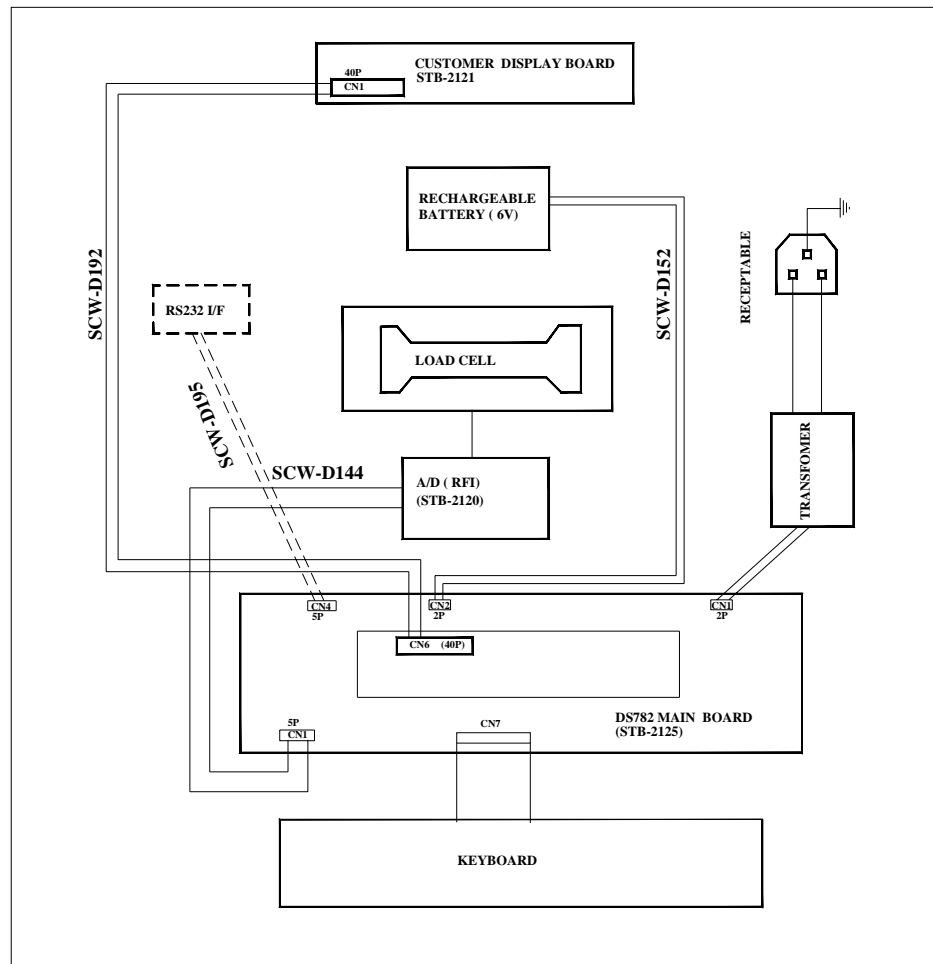 CUSTOMER DISPLAY BOARD
STB-2121
40P
CN1
RECHARGEABLE
BATTERY ( 6V)
SCW-D192
SCW-D152
RECEPTABLE
RS232 I/F
LOAD CELL
SCW-D195
SCW-D144
A/D ( RFI)
(STB-2120)
TRANSFOMER
CN4
5P
CN2
2P
CN1
2P
CN6 (40P)
DS782 MAIN BOARD
(STB-2125)
5P
CN1
CN7
KEYBOARD